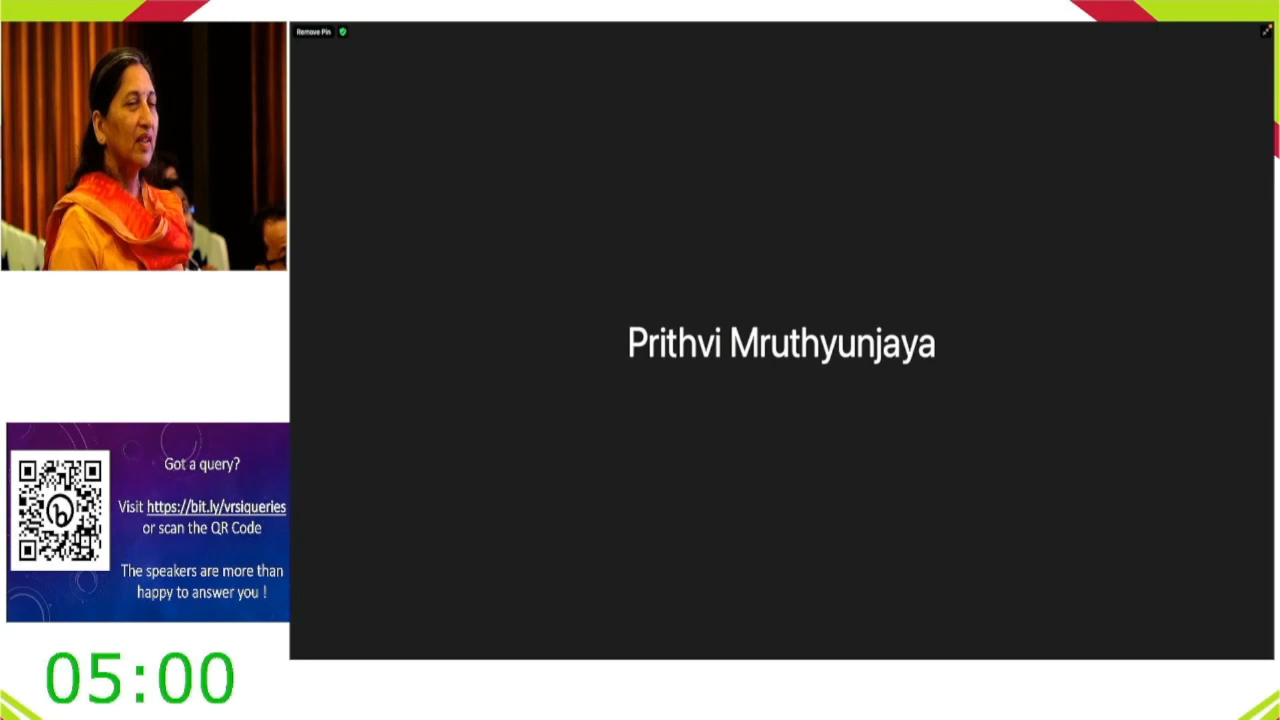 Remove Pin
Prithvi Mruthyunjaya
Got a query?
Visit https://bit.ly/vrsiqueries
or scan the QR Code
The speakers are more than
happy to answer you !
05:00